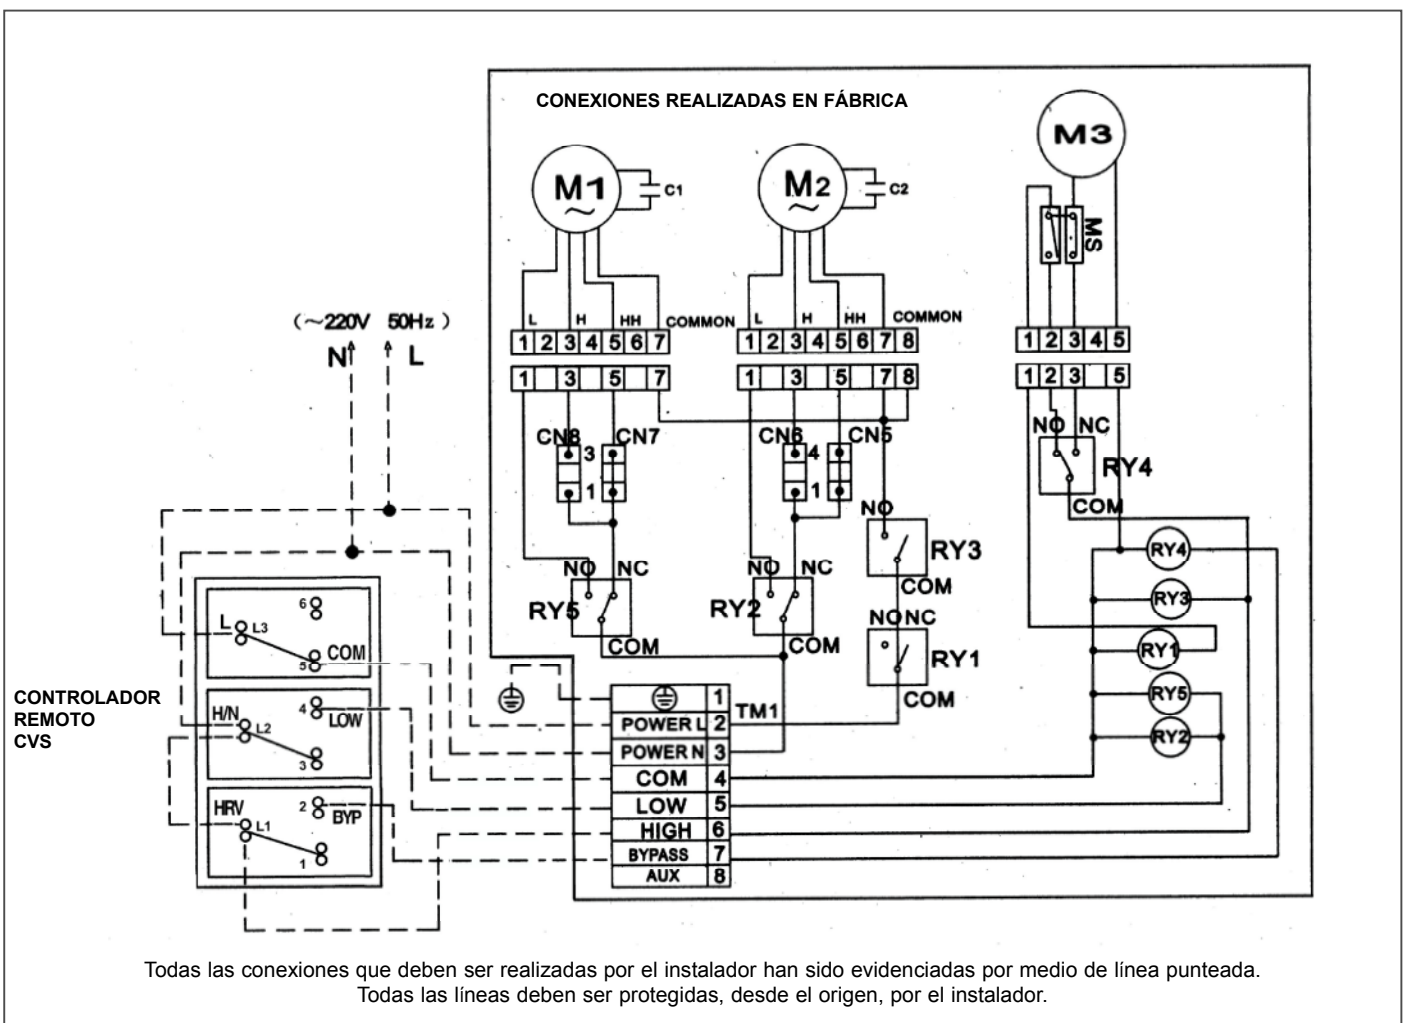 CONEXIONES REALIZADAS EN FÁBRICA
M3
M1
~
C1
M2
~
C2
MS
(~220V 50Hz)
N L
L H HH COMMON
L H HH COMMON
1 2 3 4 5 6 7
1 2 3 4 5 6 7 8
1 2 3 4 5
1 3 5 7
1 3 5 7 8
1 2 3 5
CN8 CN7
3
1
CN6 CN5
4
1
NO NC
RY4
COM
NO
RY3
COM
NO NC
RY5
COM
NO NC
RY2
COM
NO NC
RY1
COM
RY4
RY3
RY1
RY5
RY2
CONTROLADOR
REMOTO
CVS
6
L L3
COM
5
H/N
4
LOW
L2
3
HRV
2
BYP
L1
1
TM1
1
POWER L 2
POWER N 3
COM 4
LOW 5
HIGH 6
BYPASS 7
AUX 8
Todas las conexiones que deben ser realizadas por el instalador han sido evidenciadas por medio de línea punteada.
Todas las líneas deben ser protegidas, desde el origen, por el instalador.